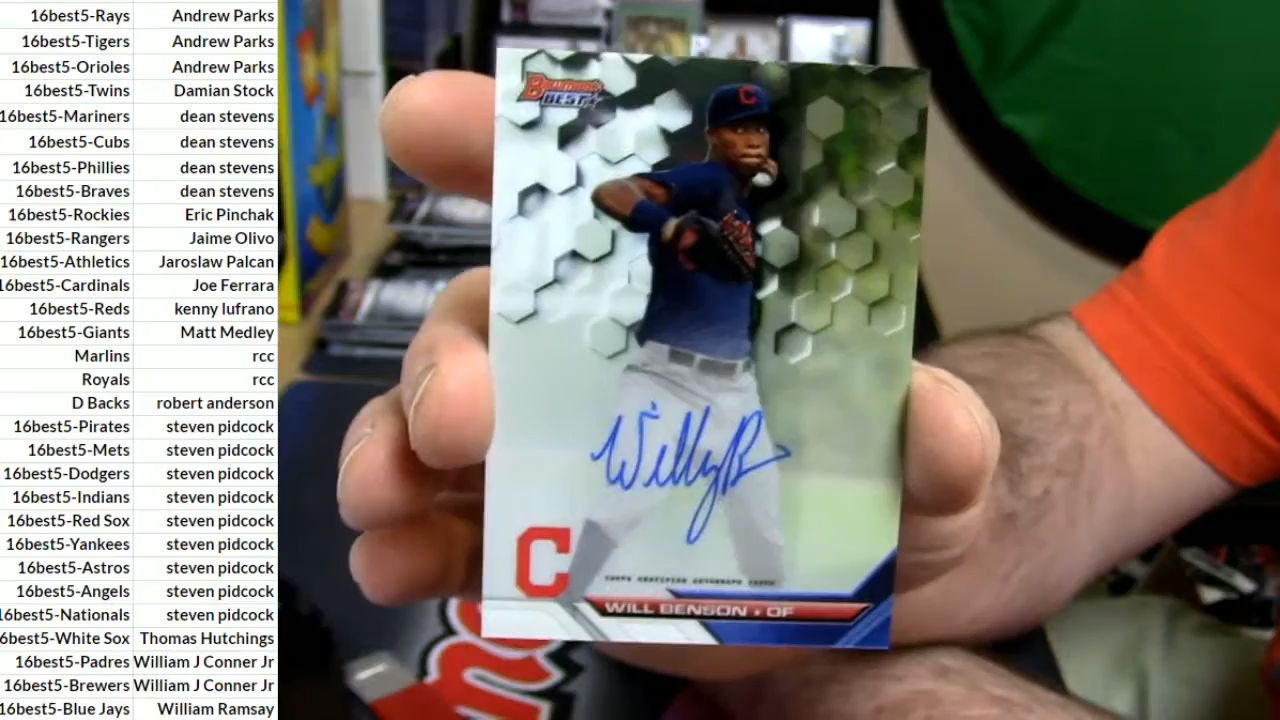 16best5-Rays Andrew Parks
16best5-Tigers Andrew Parks
16best5-Orioles Andrew Parks
16best5-Twins Damian Stock
16best5-Mariners dean stevens
16best5-Cubs dean stevens
16best5-Phillies dean stevens
16best5-Braves dean stevens
16best5-Rockies Eric Pinchak
16best5-Rangers Jaime Olivo
16best5-Athletics Jaroslaw Palcan
16best5-Cardinals Joe Ferrara
16best5-Reds kenny lufrano
16best5-Giants Matt Medley
Marlins rcc
Royals rcc
D Backs robert anderson
16best5-Pirates steven pidcock
16best5-Mets steven pidcock
16best5-Dodgers steven pidcock
16best5-Indians steven pidcock
16best5-Red Sox steven pidcock
16best5-Yankees steven pidcock
16best5-Astros steven pidcock
16best5-Angels steven pidcock
16best5-Nationals steven pidcock
6best5-White Sox Thomas Hutchings
16best5-Padres William J Conner Jr
16best5-Brewers William J Conner Jr
16best5-Blue Jays William Ramsay
Bowman's
BEST
C
Willy B
C
TOPPS CERTIFIED AUTOGRAPH ISSUE
WILL BENSON • OF